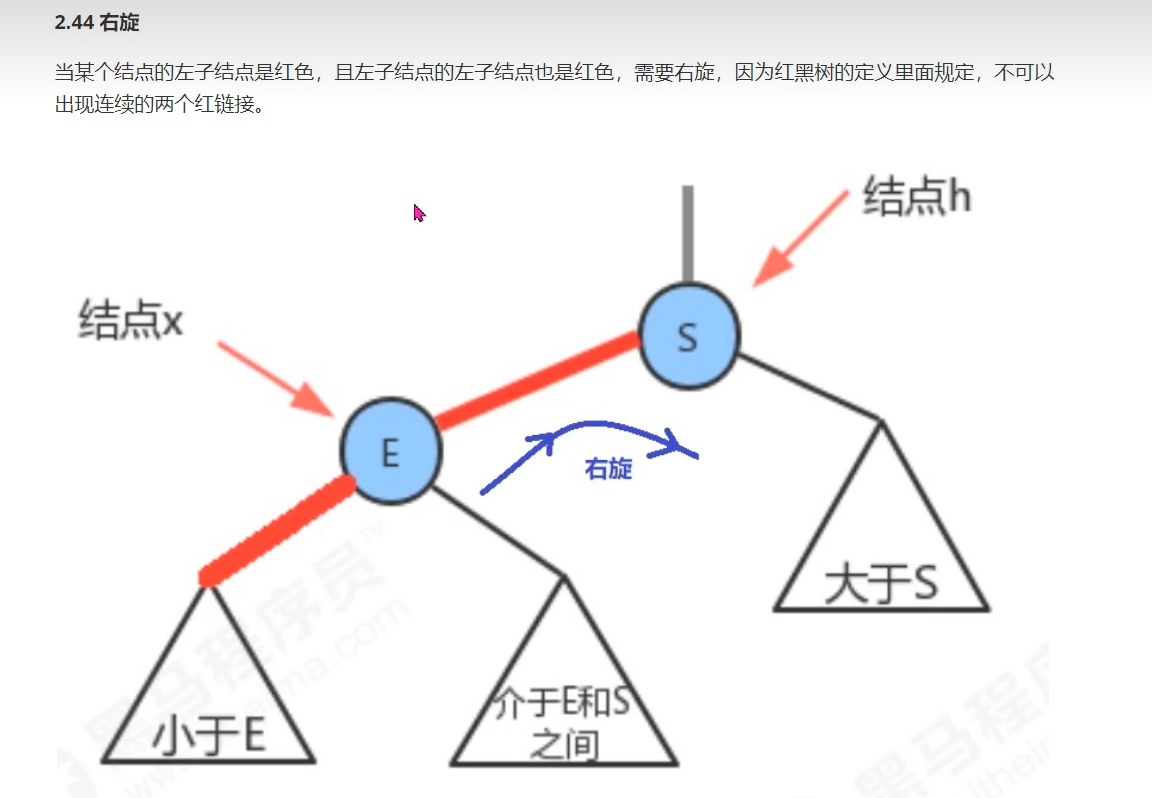 2.44 右旋
当某个结点的左子结点是红色，且左子结点的左子结点也是红色，需要右旋，因为红黑树的定义里面规定，不可以
出现连续的两个红链接。
结点h
结点x
S
E
右旋
大于S
介于E和S
之间
小于E
黑马程序员™
黑马程序